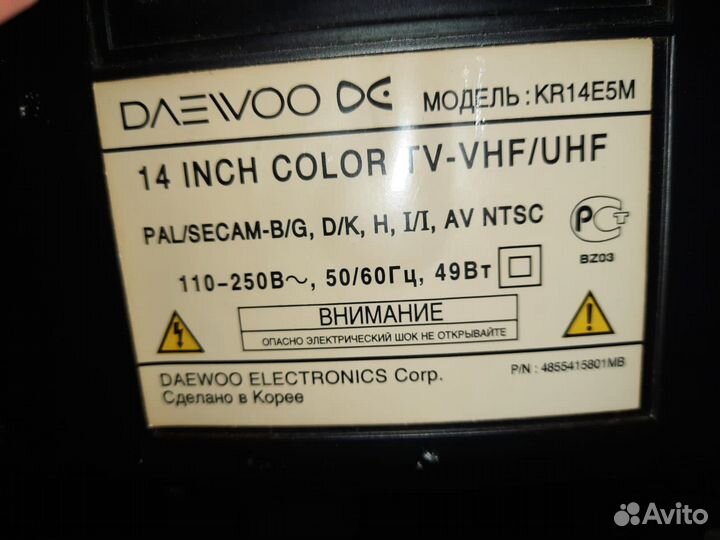 DAEWOO DE МОДЕЛЬ : KR14E5M
14 INCH COLOR TV-VHF/UHF
PAL/SECAM-B/G, D/K, H, I/I, AV NTSC
РСТ
BZ03
110-250В~, 50/60Гц, 49Вт
ВНИМАНИЕ
ОПАСНО ЭЛЕКТРИЧЕСКИЙ ШОК НЕ ОТКРЫВАЙТЕ
DAEWOO ELECTRONICS Corp.
Сделано в Корее
P/N : 4855415801MB
Avito